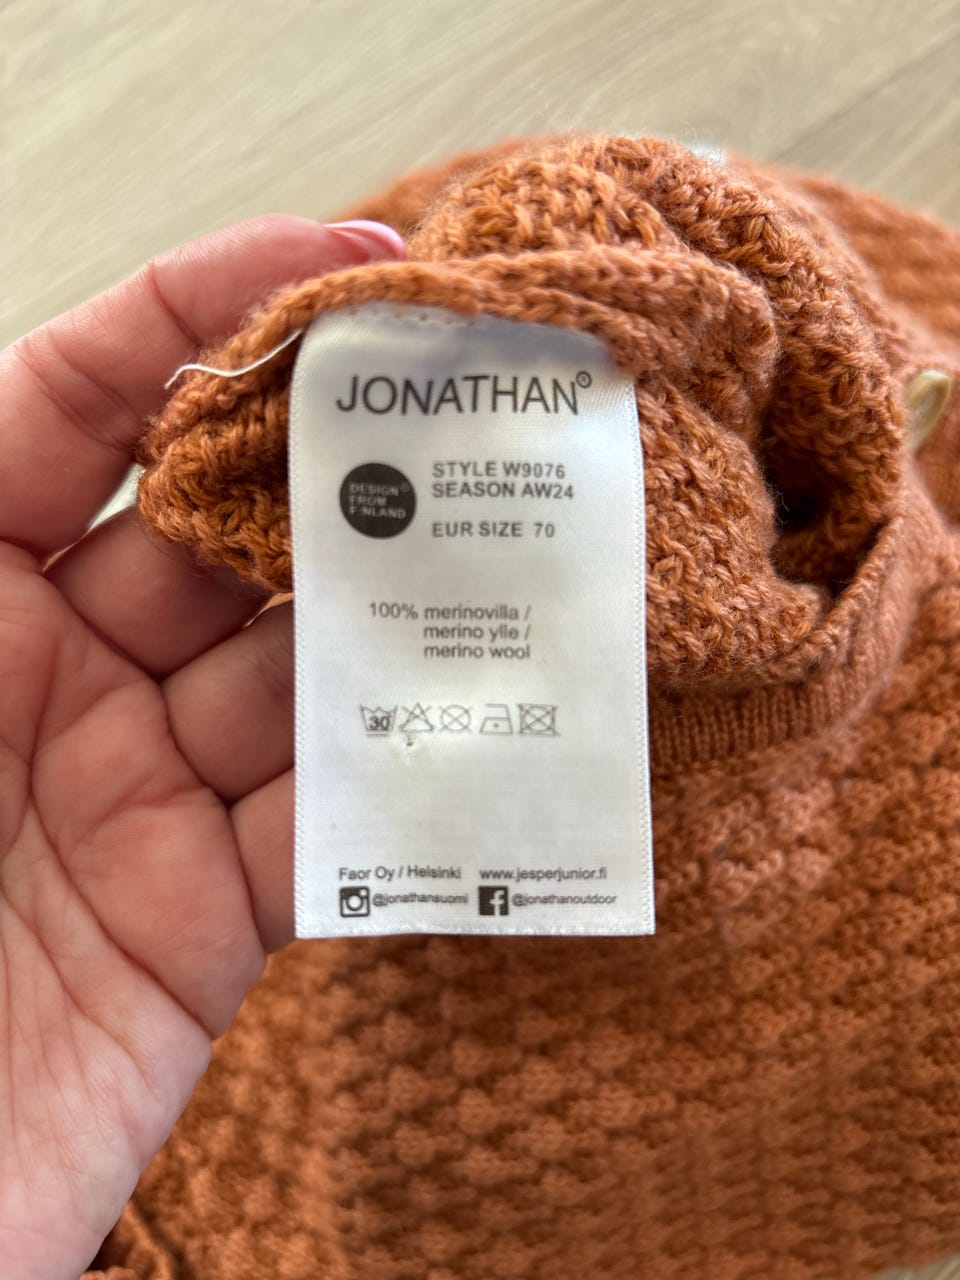 JONATHAN®
DESIGN
FROM
FINLAND
STYLE W9076
SEASON AW24
EUR SIZE 70
100% merinovilla /
merino ylle /
merino wool
30
Faor Oy / Helsinki www.jesperjunior.fi
@jonathansuomi @jonathanoutdoor